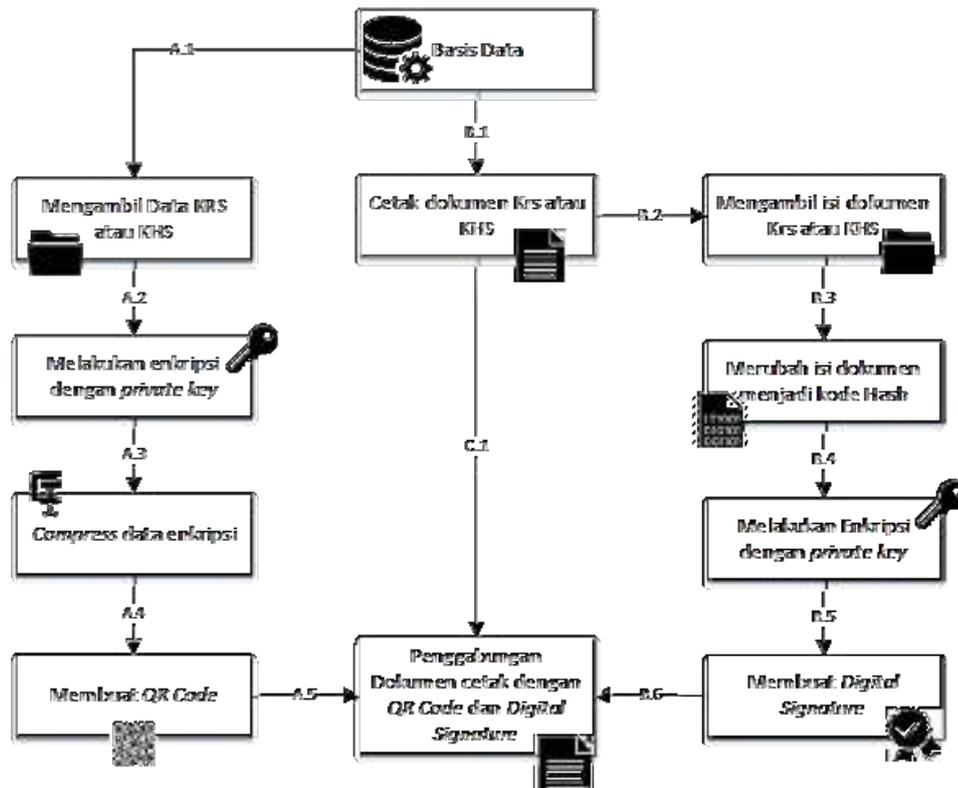 Basis Data
A.1
B.1
Mengambil Data KRS
atau KHS
Cetak dokumen Krs atau
KHS
B.2
Mengambil isi dokumen
Krs atau KHS
A.2
B.3
Melakukan enkripsi
dengan private key
Merubah isi dokumen
menjadi kode Hash
A.3
C.1
B.4
Compress data enkripsi
Melakukan Enkripsi
dengan private key
A.4
B.5
Membuat QR Code
A.5
Penggabungan
Dokumen cetak dengan
QR Code dan Digital
Signature
B.6
Membuat Digital
Signature